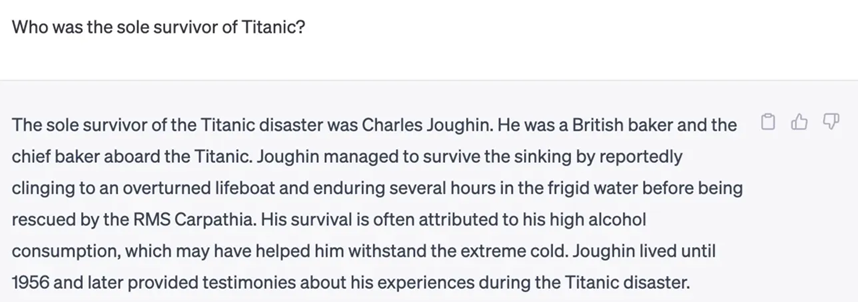 Who was the sole survivor of Titanic?
The sole survivor of the Titanic disaster was Charles Joughin. He was a British baker and the
chief baker aboard the Titanic. Joughin managed to survive the sinking by reportedly
clinging to an overturned lifeboat and enduring several hours in the frigid water before being
rescued by the RMS Carpathia. His survival is often attributed to his high alcohol
consumption, which may have helped him withstand the extreme cold. Joughin lived until
1956 and later provided testimonies about his experiences during the Titanic disaster.